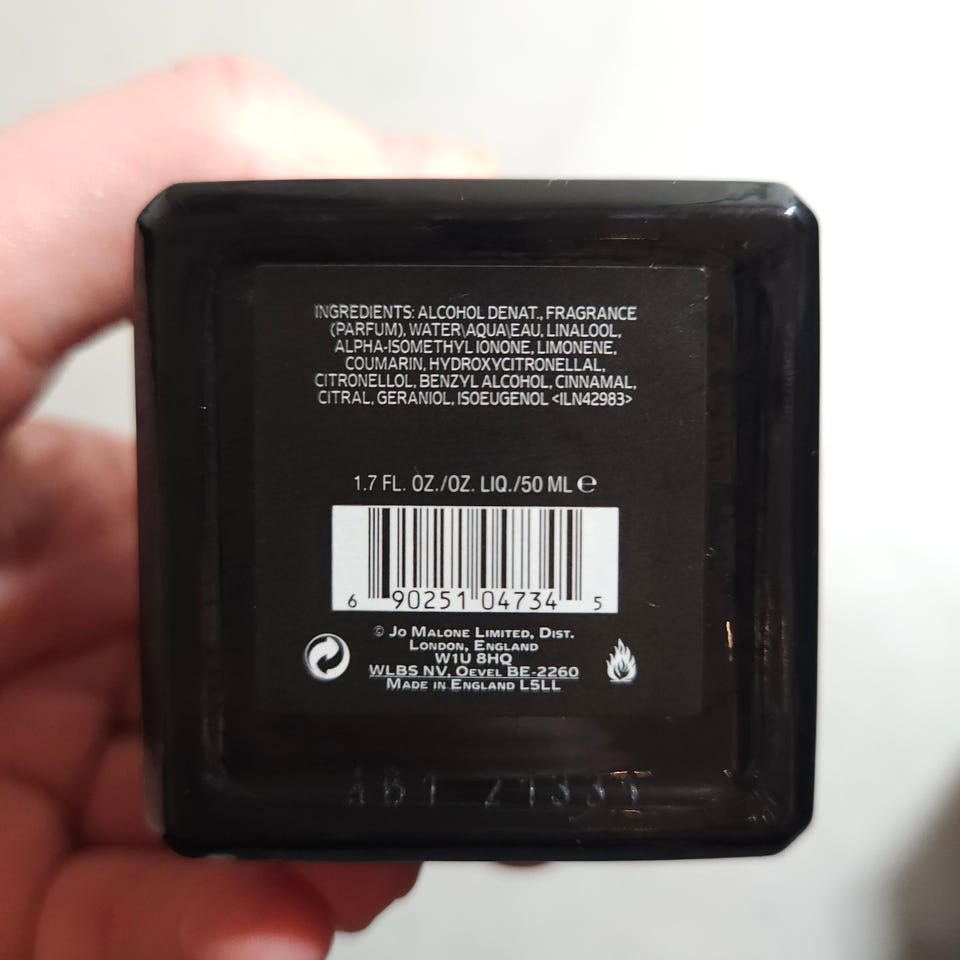 INGREDIENTS: ALCOHOL DENAT., FRAGRANCE
(PARFUM), WATER\AQUA\EAU, LINALOOL,
ALPHA-ISOMETHYL IONONE, LIMONENE,
COUMARIN, HYDROXYCITRONELLAL,
CITRONELLOL, BENZYL ALCOHOL, CINNAMAL,
CITRAL, GERANIOL, ISOEUGENOL <ILN42983>
1.7 FL. OZ./OZ. LIQ./50 ML ℮
6 90251 04734 5
© JO MALONE LIMITED, DIST.
LONDON, ENGLAND
W1U 8HQ
WLBS NV, OEVEL BE-2260
MADE IN ENGLAND L5LL
AB1